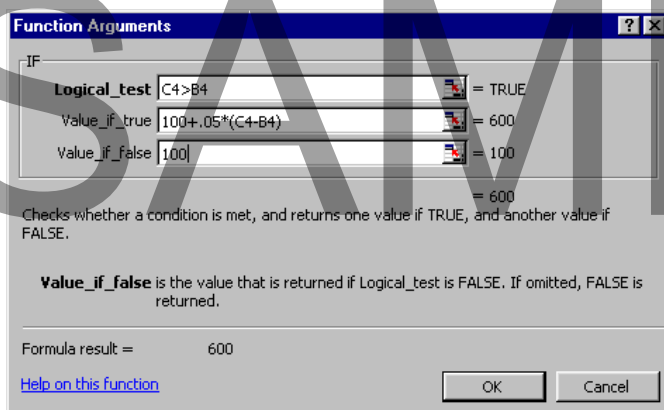 Function Arguments
IF
Logical_test C4>B4 = TRUE
Value_if_true 100+.05*(C4-B4) = 600
Value_if_false 100 = 100
= 600
Checks whether a condition is met, and returns one value if TRUE, and another value if
FALSE.
Value_if_false is the value that is returned if Logical_test is FALSE. If omitted, FALSE is
returned.
Formula result = 600
Help on this function
OK Cancel